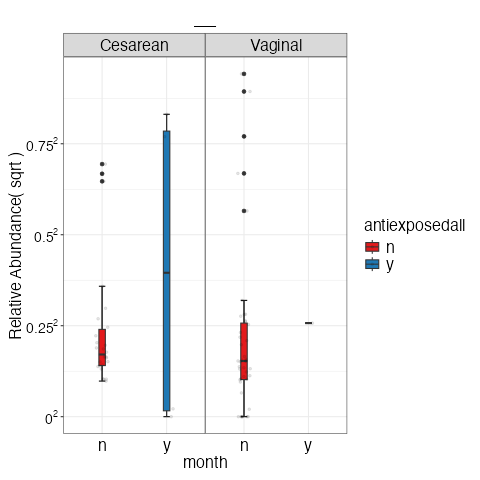 Cesarean Vaginal
0.75²
0.5²
0.25²
0²
Relative Abundance( sqrt )
n y n y
month
antiexposedall
n
y